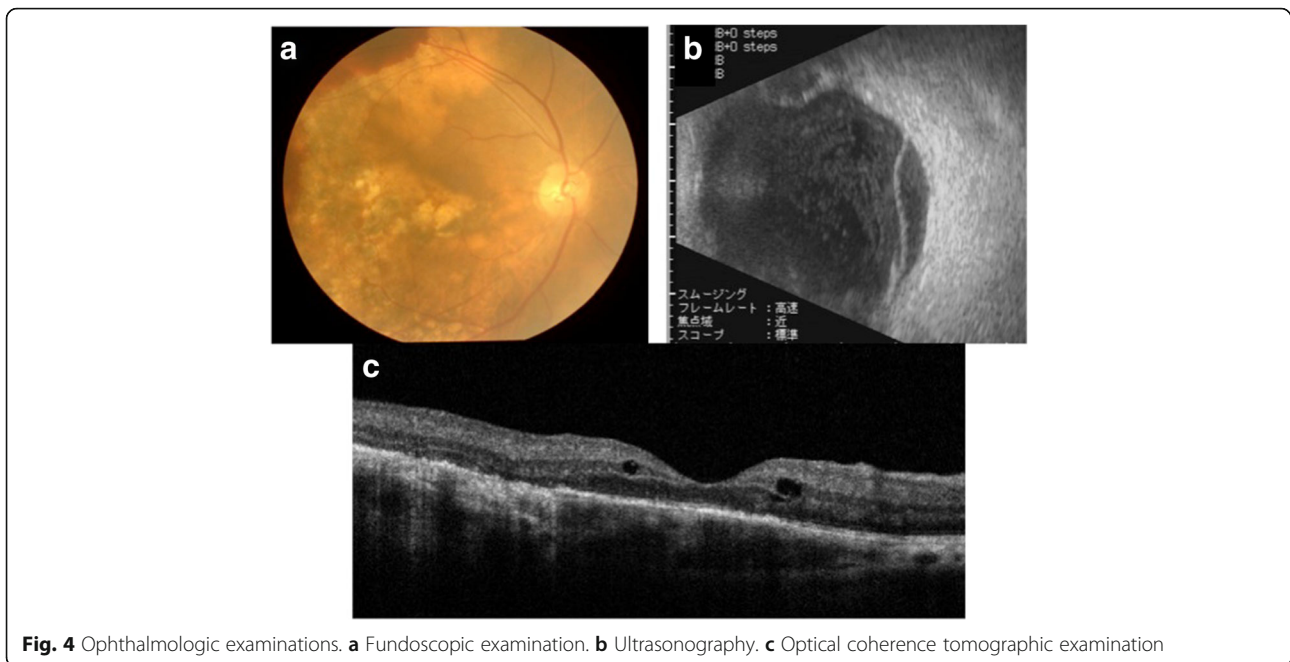 a
b
B+D steps
B+D steps
B
B
スムージング
フレームレート : 高速
焦点域 : 近
スコープ : 標準
c
Fig. 4 Ophthalmologic examinations. a Fundoscopic examination. b Ultrasonography. c Optical coherence tomographic examination